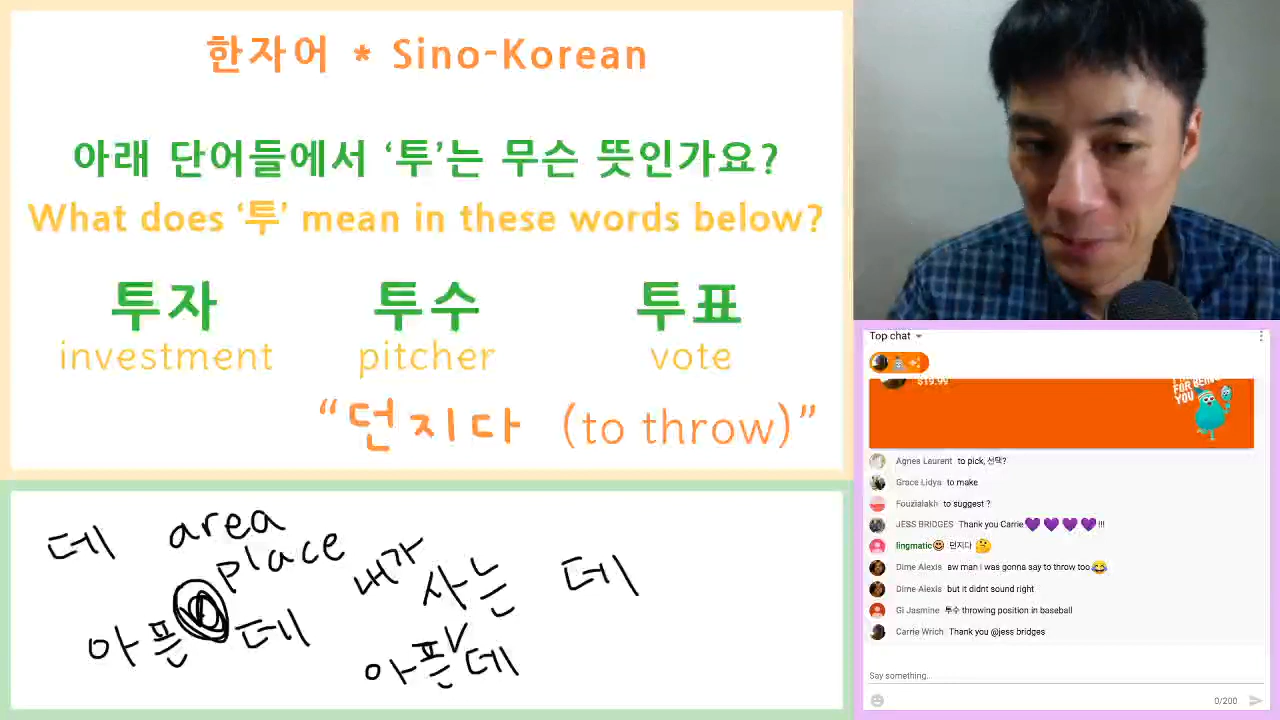 한자어 * Sino-Korean
아래 단어들에서 ‘투’는 무슨 뜻인가요?
What does ‘투’ mean in these words below?
투자 투수 투표
investment pitcher vote
“던지다 (to throw)”
데 area
place
내가 사는 데
아픈 데
아픈 데
Top chat
$19.99
FOR BEING
YOU
Agnes Laurent to pick, 선택?
Grace Lidya to make
Fouzialakh to suggest ?
JESS BRIDGES Thank you Carrie💜💜💜💜!!!
lingmatic 던지다 🤔
Dime Alexis aw man i was gonna say to throw too😂
Dime Alexis but it didnt sound right
Gi Jasmine 투수 throwing position in baseball
Carrie Wrich Thank you @jess bridges
Say something...
0/200